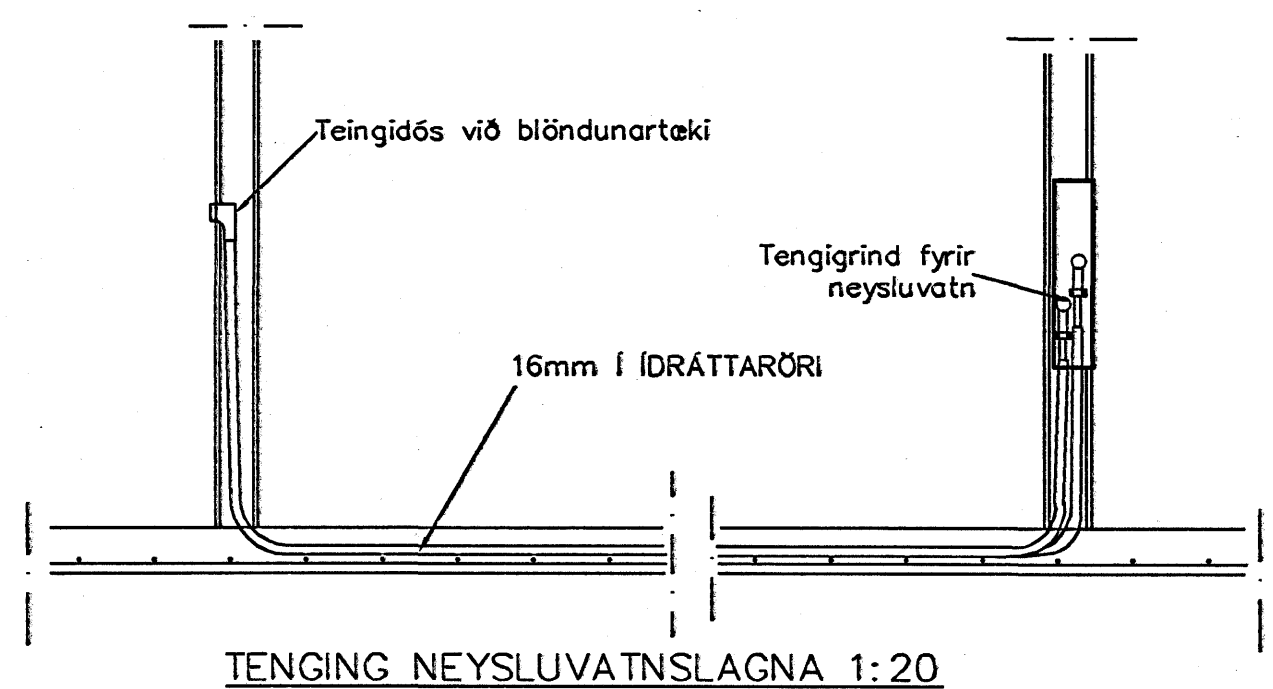 Teingidós við blöndunartæki
Tengigrind fyrir
neysluvatn
16mm Í ÍDRÁTTARÖRI
TENGING NEYSLUVATNSLAGNA 1:20